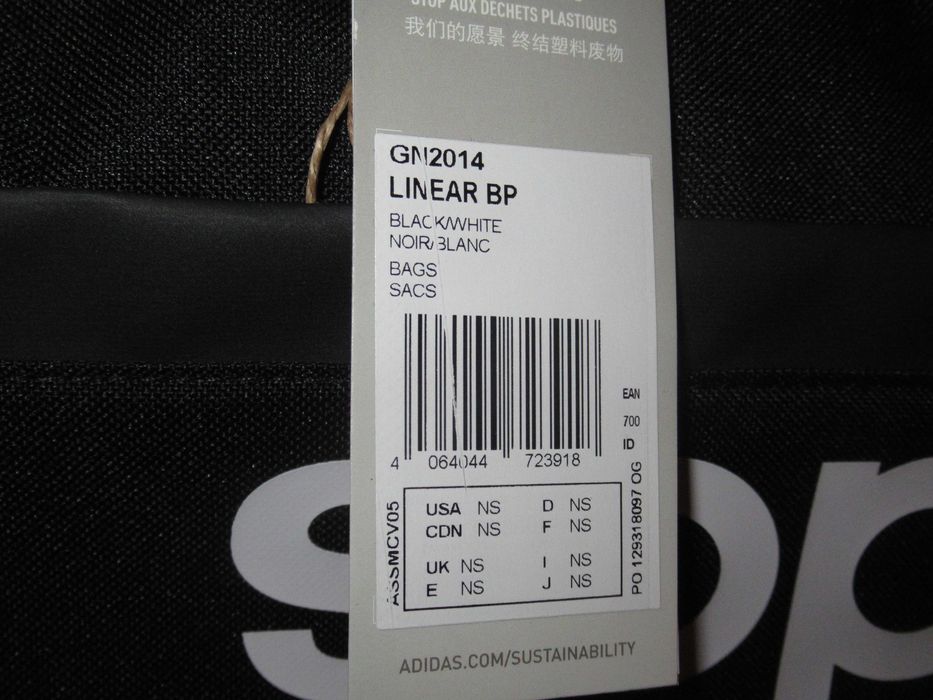 STOP AUX DÉCHETS PLASTIQUES
我们的愿景 终结塑料废物
GN2014
LINEAR BP
BLACK/WHITE
NOIR/BLANC
BAGS
SACS
EAN
700
ID
4 064044 723918
ASSMCV05
USA NS D NS
CDN NS F NS
UK NS I NS
E NS J NS
PO 129318097 OG
ADIDAS.COM/SUSTAINABILITY